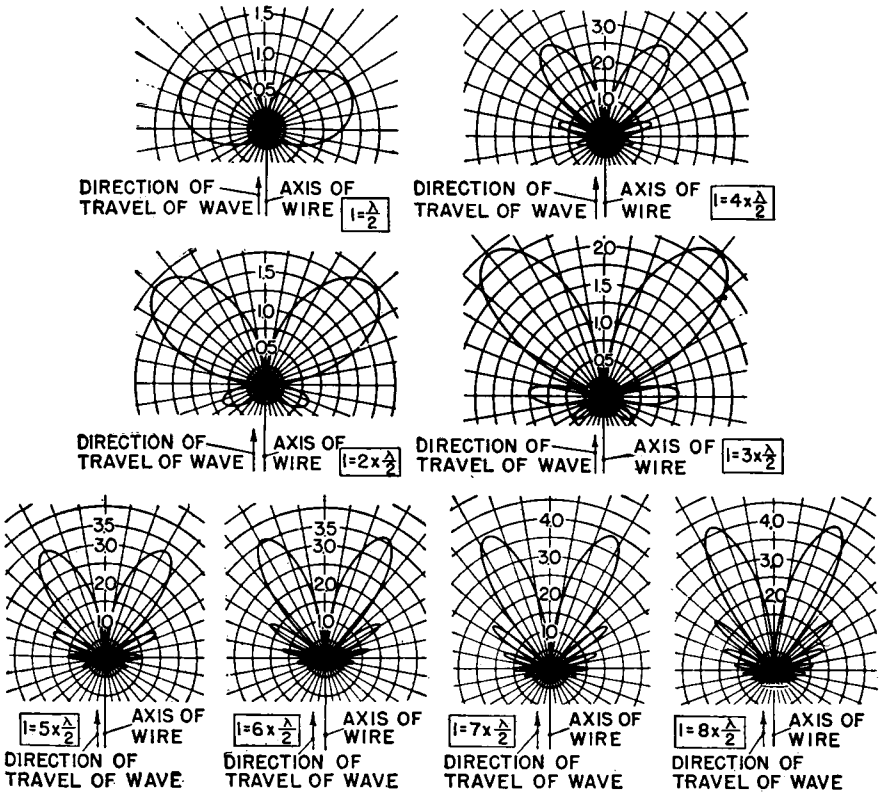 1.5
1.0
0.5
DIRECTION OF
TRAVEL OF WAVE
AXIS OF
WIRE
l=λ/2
3.0
2.0
1.0
DIRECTION OF
TRAVEL OF WAVE
AXIS OF
WIRE
l=4xλ/2
1.5
1.0
0.5
DIRECTION OF
TRAVEL OF WAVE
AXIS OF
WIRE
l=2xλ/2
2.0
1.5
1.0
0.5
DIRECTION OF
TRAVEL OF WAVE
AXIS OF
WIRE
l=3xλ/2
3.5
3.0
2.0
1.0
l=5xλ/2
AXIS OF
WIRE
DIRECTION OF
TRAVEL OF WAVE
3.5
3.0
2.0
1.0
l=6xλ/2
AXIS OF
WIRE
DIRECTION OF
TRAVEL OF WAVE
4.0
3.0
2.0
1.0
l=7xλ/2
AXIS OF
WIRE
DIRECTION OF
TRAVEL OF WAVE
4.0
3.0
2.0
l=8xλ/2
AXIS OF
WIRE
DIRECTION OF
TRAVEL OF WAVE